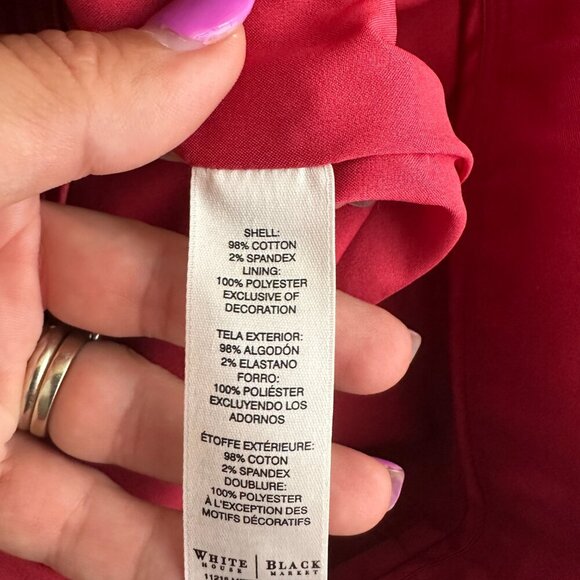 SHELL:
98% COTTON
2% SPANDEX
LINING:
100% POLYESTER
EXCLUSIVE OF
DECORATION
TELA EXTERIOR:
98% ALGODÓN
2% ELASTANO
FORRO:
100% POLIÉSTER
EXCLUYENDO LOS
ADORNOS
ÉTOFFE EXTÉRIEURE:
98% COTON
2% SPANDEX
DOUBLURE:
100% POLYESTER
À L'EXCEPTION DES
MOTIFS DÉCORATIFS
WHITE | BLACK
HOUSE | MARKET